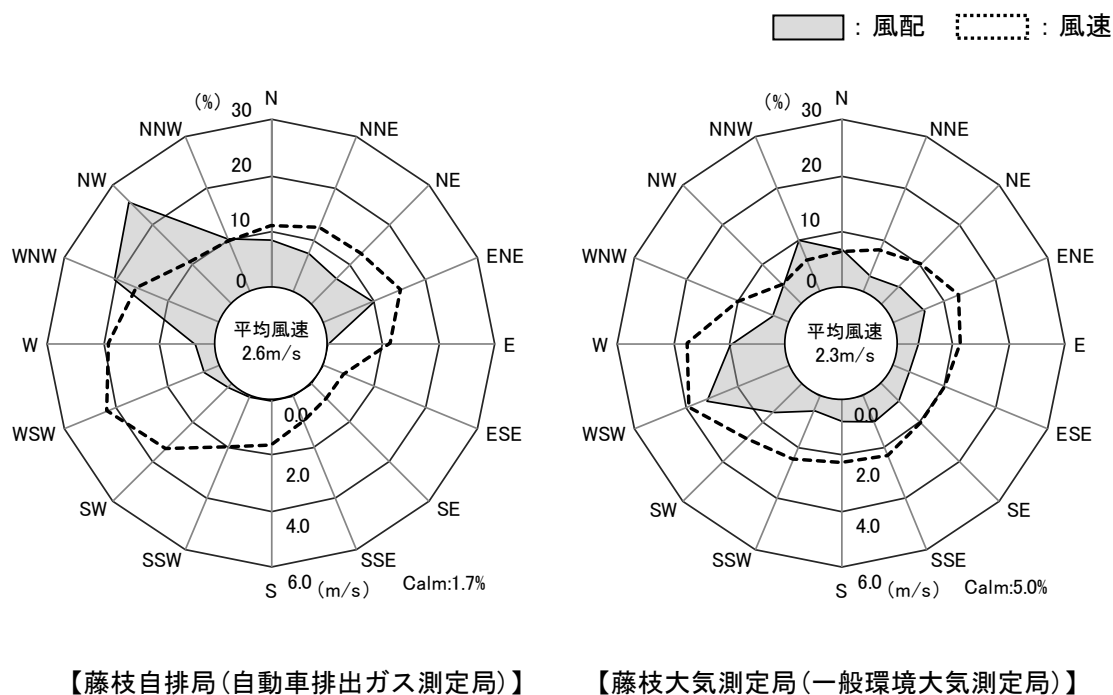 ：風配
：風速
(%)
30
20
10
0
N
NNE
NE
ENE
E
ESE
SE
SSE
S
SSW
SW
WSW
W
WNW
NW
NNW
平均風速
2.6m/s
0.0
2.0
4.0
6.0 (m/s)
Calm:1.7%
(%)
30
20
10
0
N
NNE
NE
ENE
E
ESE
SE
SSE
S
SSW
SW
WSW
W
WNW
NW
NNW
平均風速
2.3m/s
0.0
2.0
4.0
6.0 (m/s)
Calm:5.0%
【藤枝自排局(自動車排出ガス測定局)】
【藤枝大気測定局(一般環境大気測定局)】